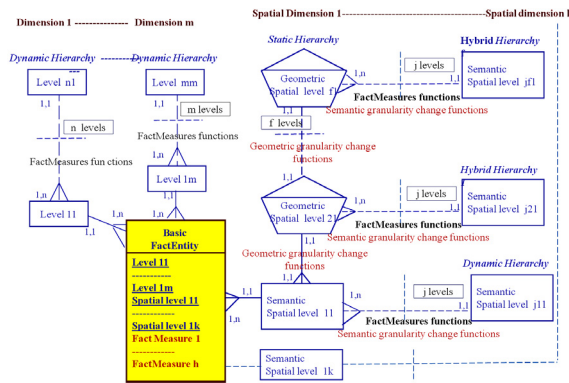 Dimension 1 --------------- Dimension m
Spatial Dimension 1
Spatial dimension k
Dynamic Hierarchy
Dynamic Hierarchy
Static Hierarchy
Hybrid Hierarchy
Level n1
Level mm
Geometric
Spatial level f1
j levels
Semantic
Spatial level jf1
1,1
1,1
1,n
1,1
n levels
m levels
1,1
FactMeasures functions
Semantic granularity change functions
f levels
FactMeasures functions
FactMeasures fun ctions
Geometric granularity change
functions
Hybrid Hierarchy
1,n
Level 1m
1,n
Level 11
1,n
1,1
1,n
1,1
Geometric
Spatial level 21
1,n
j levels
1,1
Semantic
Spatial level j21
FactMeasures functions
Semantic granularity change functions
1,1
Geometric granularity change
functions
Dynamic Hierarchy
Basic
FactEntity
Level 11
-----------
Level 1m
Spatial level 11
-----------
Spatial level 1k
Fact Measure 1
-----------
FactMeasure h
1,1
1,n
1,n
Semantic
Spatial level 11
1,n
j levels
1,1
Semantic
Spatial level j11
FactMeasures functions
Semantic granularity change functions
Semantic
Spatial level 1k